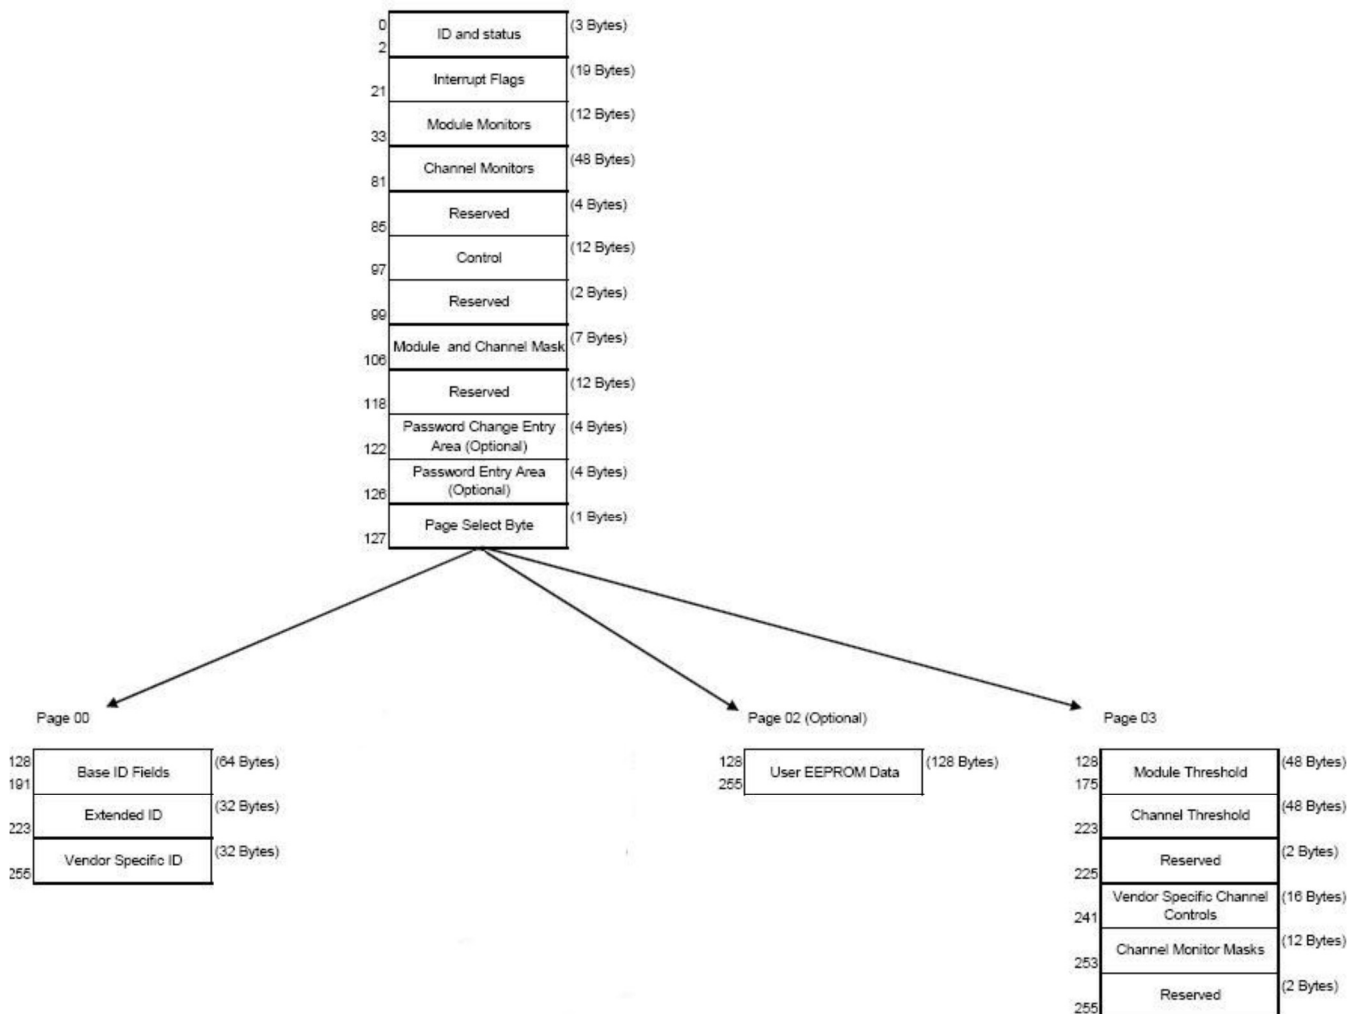 0
ID and status
(3 Bytes)
2
Interrupt Flags
(19 Bytes)
21
Module Monitors
(12 Bytes)
33
Channel Monitors
(48 Bytes)
81
Reserved
(4 Bytes)
85
Control
(12 Bytes)
97
Reserved
(2 Bytes)
99
Module and Channel Mask
(7 Bytes)
106
Reserved
(12 Bytes)
118
Password Change Entry
Area (Optional)
(4 Bytes)
122
Password Entry Area
(Optional)
(4 Bytes)
126
Page Select Byte
(1 Bytes)
127
Page 00
128
Base ID Fields
(64 Bytes)
191
Extended ID
(32 Bytes)
223
Vendor Specific ID
(32 Bytes)
255
Page 02 (Optional)
128
User EEPROM Data
(128 Bytes)
255
Page 03
128
Module Threshold
(48 Bytes)
175
Channel Threshold
(48 Bytes)
223
Reserved
(2 Bytes)
225
Vendor Specific Channel
Controls
(16 Bytes)
241
Channel Monitor Masks
(12 Bytes)
253
Reserved
(2 Bytes)
255